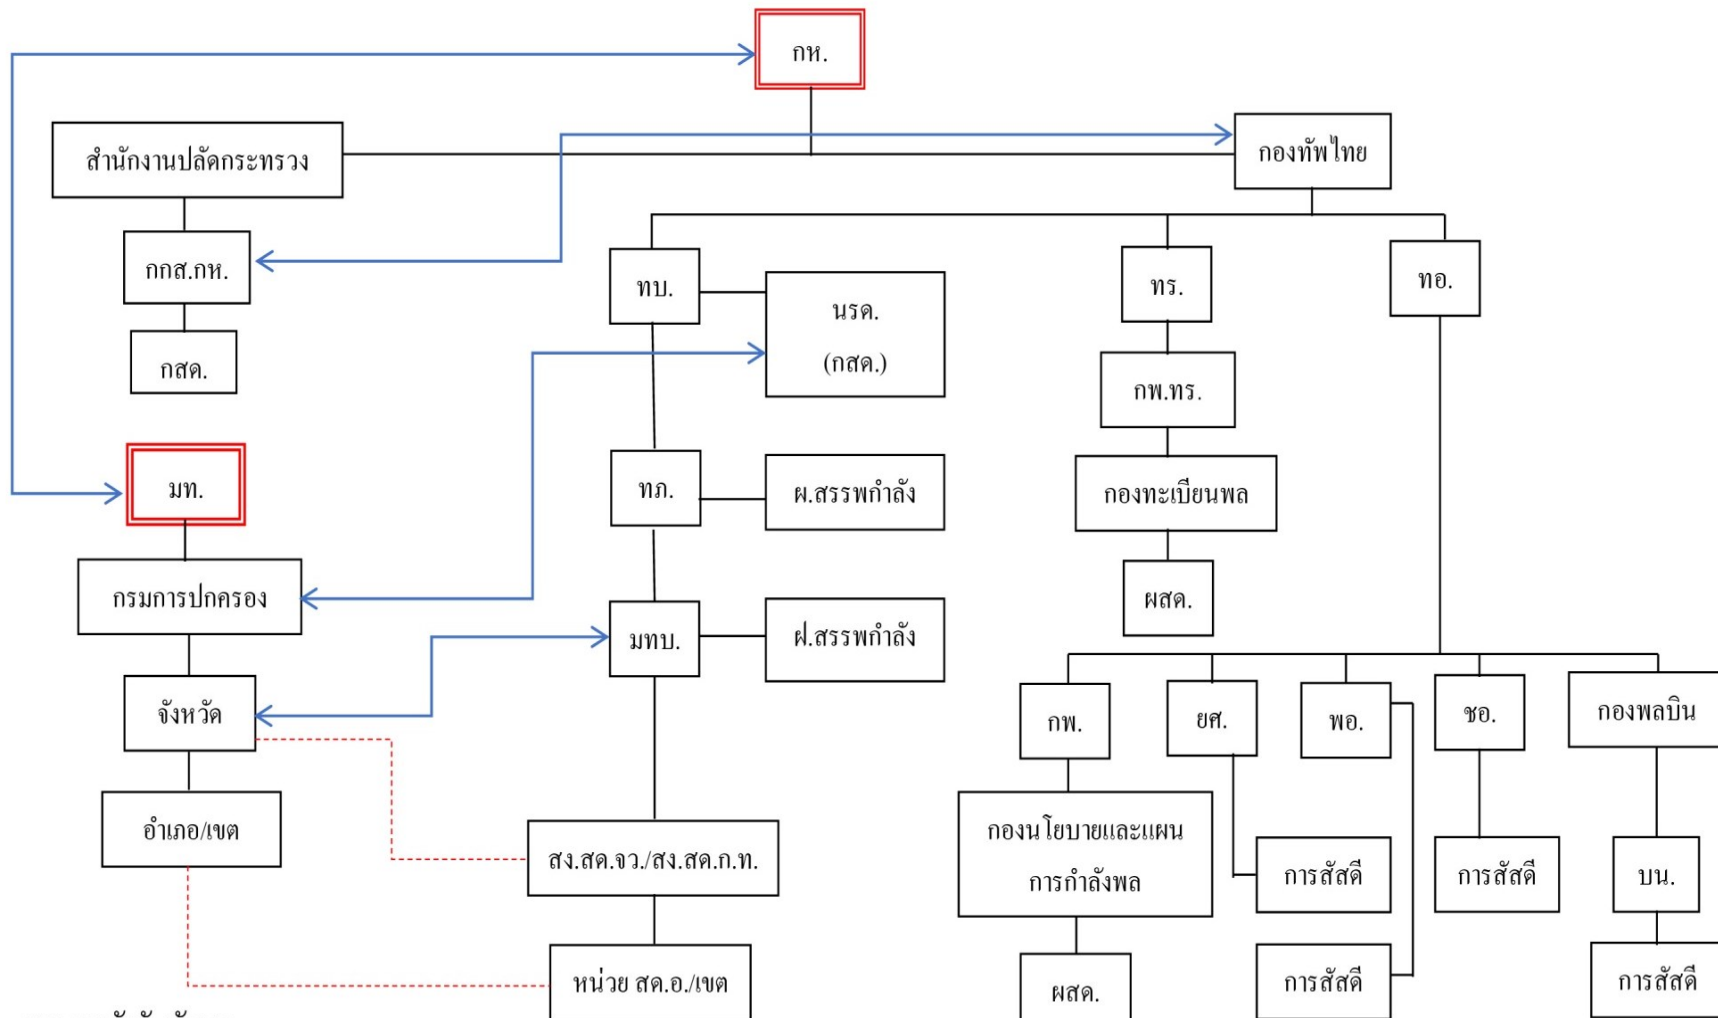 กห.
สำนักงานปลัดกระทรวง
กองทัพไทย
กกส.กห.
ทบ.
นรด.
(กสด.)
ทร.
ทอ.
กสด.
กพ.ทร.
มท.
ทภ.
ผ.สรรพกำลัง
กองทะเบียนพล
กรมการปกครอง
ผสด.
มทบ.
ฝ.สรรพกำลัง
จังหวัด
กพ.
ยศ.
พอ.
ชอ.
กองพลบิน
อำเภอ/เขต
สง.สด.จว./สง.สด.ก.ท.
กองนโยบายและแผน
การกำลังพล
การสัสดี
การสัสดี
บน.
หน่วย สด.อ./เขต
ผสด.
การสัสดี
การสัสดี